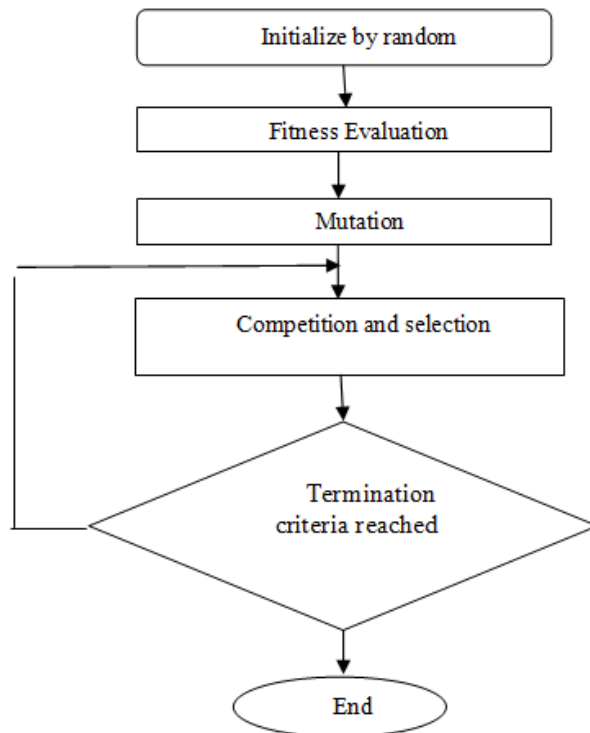 Initialize by random
Fitness Evaluation
Mutation
Competition and selection
Termination
criteria reached
End